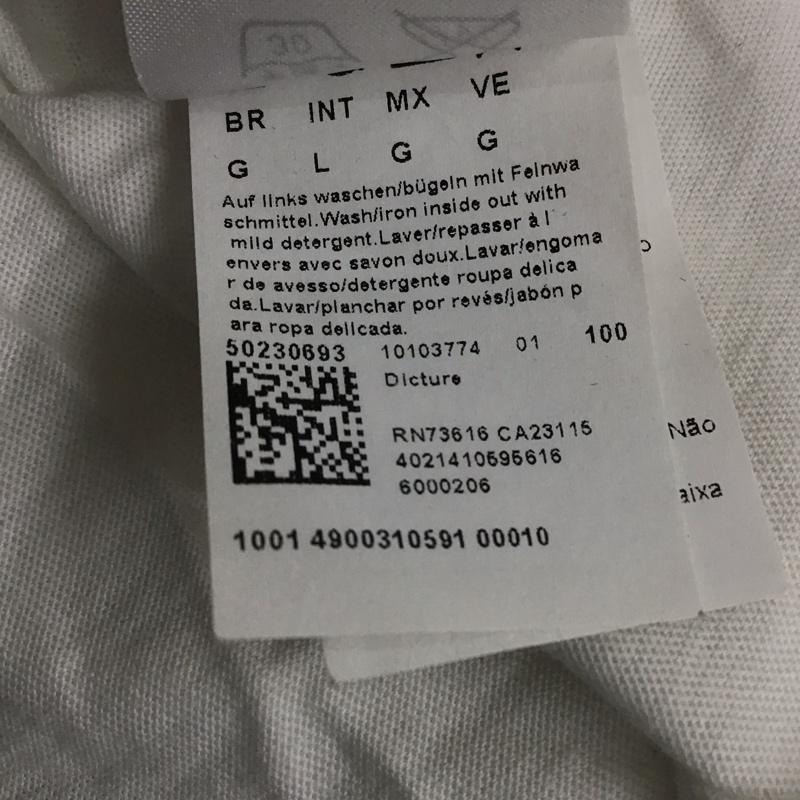 30
BR INT MX VE
G L G G
Auf links waschen/bügeln mit Feinwa
schmittel.Wash/iron inside out with
mild detergent.Laver/repasser à l'
envers avec savon doux.Lavar/engoma
r de avesso/detergente roupa delica
da.Lavar/planchar por revés/jabón p
ara ropa delicada.
50230693 10103774 01 100
Dicture
RN73616 CA23115
4021410595616
6000206
1001 4900310591 00010
Não
aixa